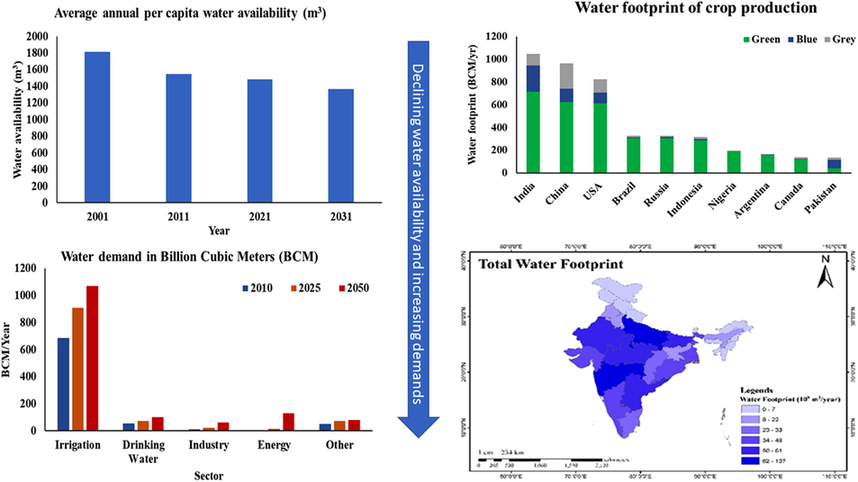 Average annual per capita water availability (m³)
Water availability (m³)
2000
1800
1600
1400
1200
1000
800
600
400
200
0
2001 2011 2021 2031
Year
Declining water availability and increasing demands
Water footprint of crop production
Green Blue Grey
Water footprint (BCM/yr)
1200
1000
800
600
400
200
0
India China USA Brazil Russia Indonesia Nigeria Argentina Canada Pakistan
Water demand in Billion Cubic Meters (BCM)
2010 2025 2050
BCM/Year
1200
1000
800
600
400
200
0
Irrigation Drinking Water Industry Energy Other
Sector
Total Water Footprint
N
Legends
Water Footprint (10⁹ m³/year)
0 - 7
8 - 22
23 - 33
34 - 49
62 - 137
1 cm 234 km